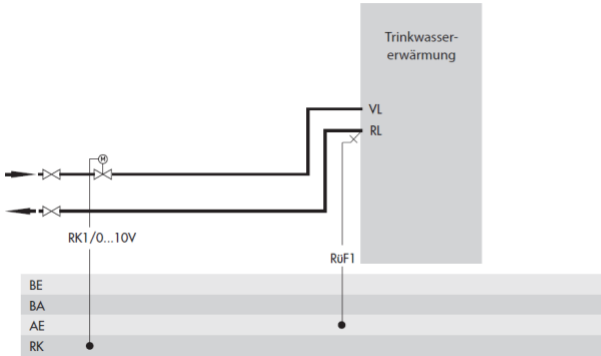 Trinkwasser-
erwärmung
VL
RL
M
RK1/0...10V
RüF1
BE
BA
AE
RK